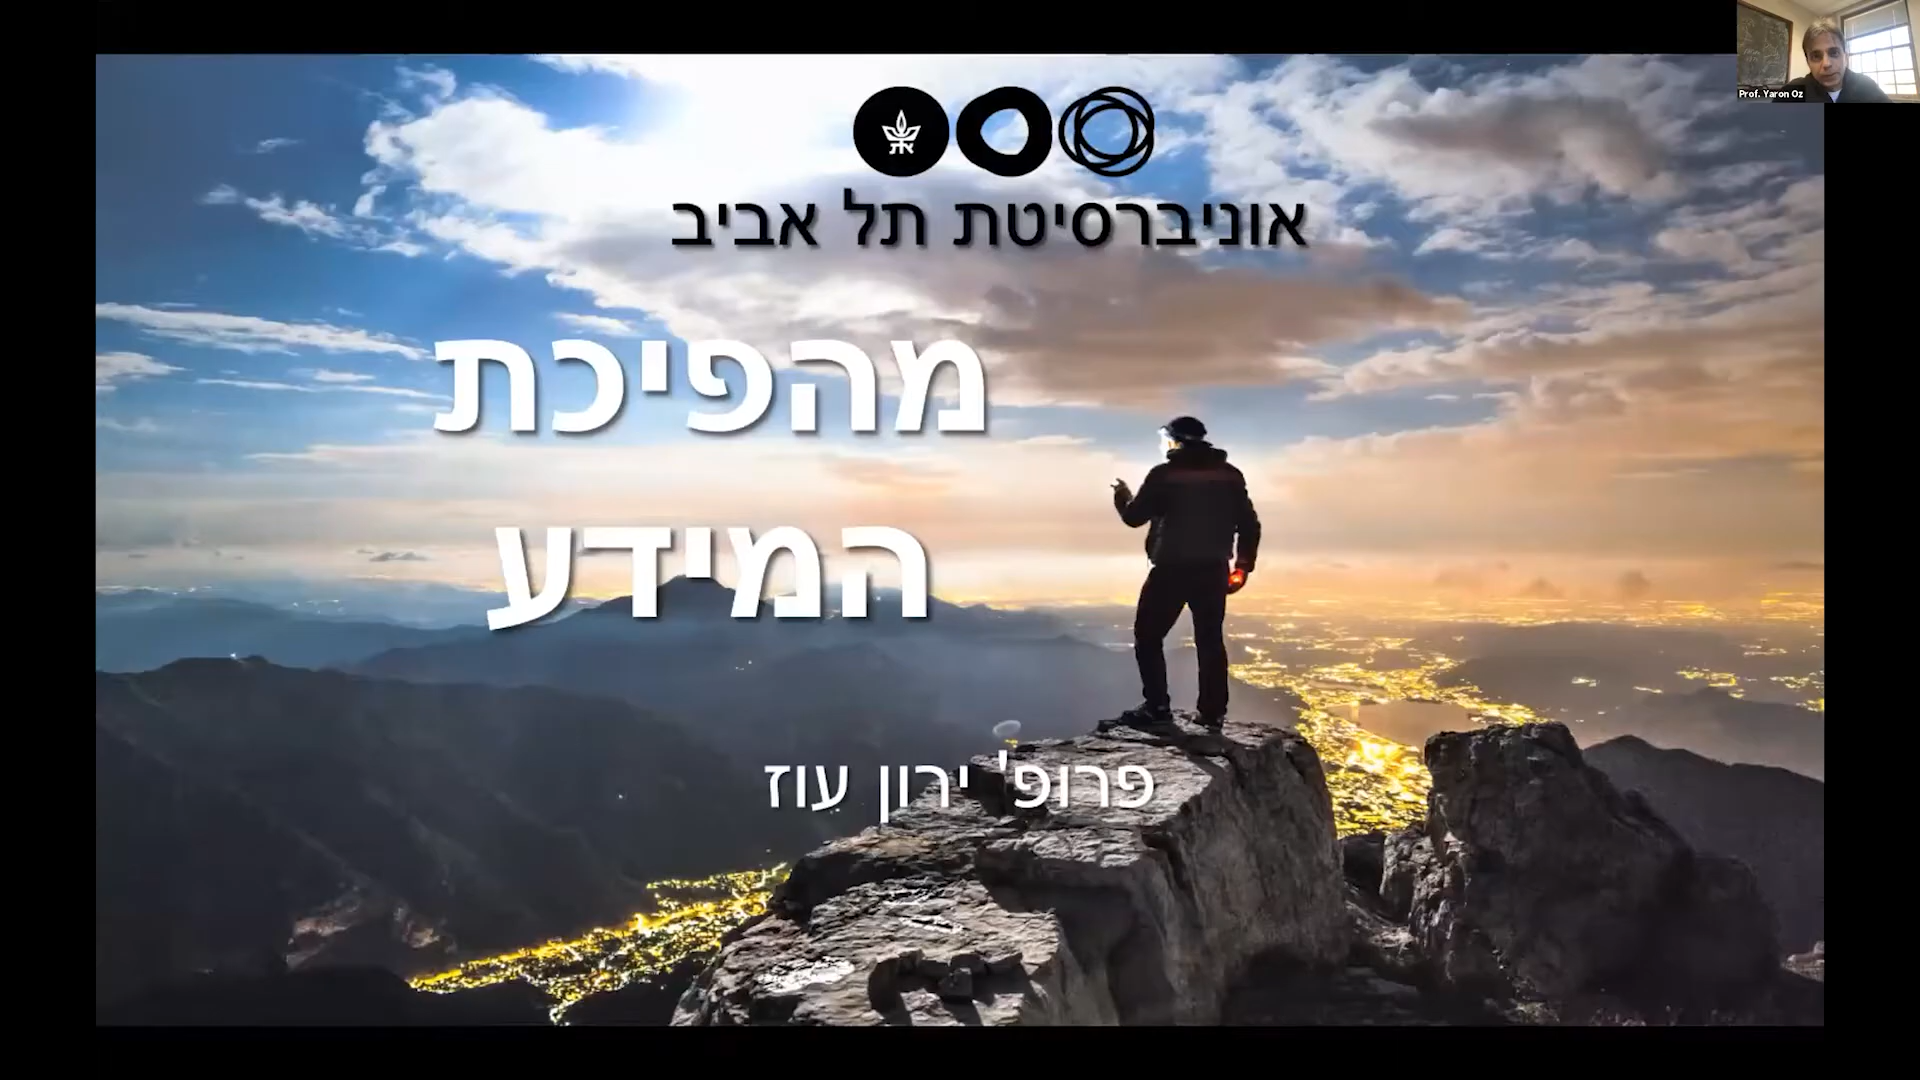 Prof. Yaron Oz
אוניברסיטת תל אביב
מהפיכת
המידע
פרופ' ירון עוז